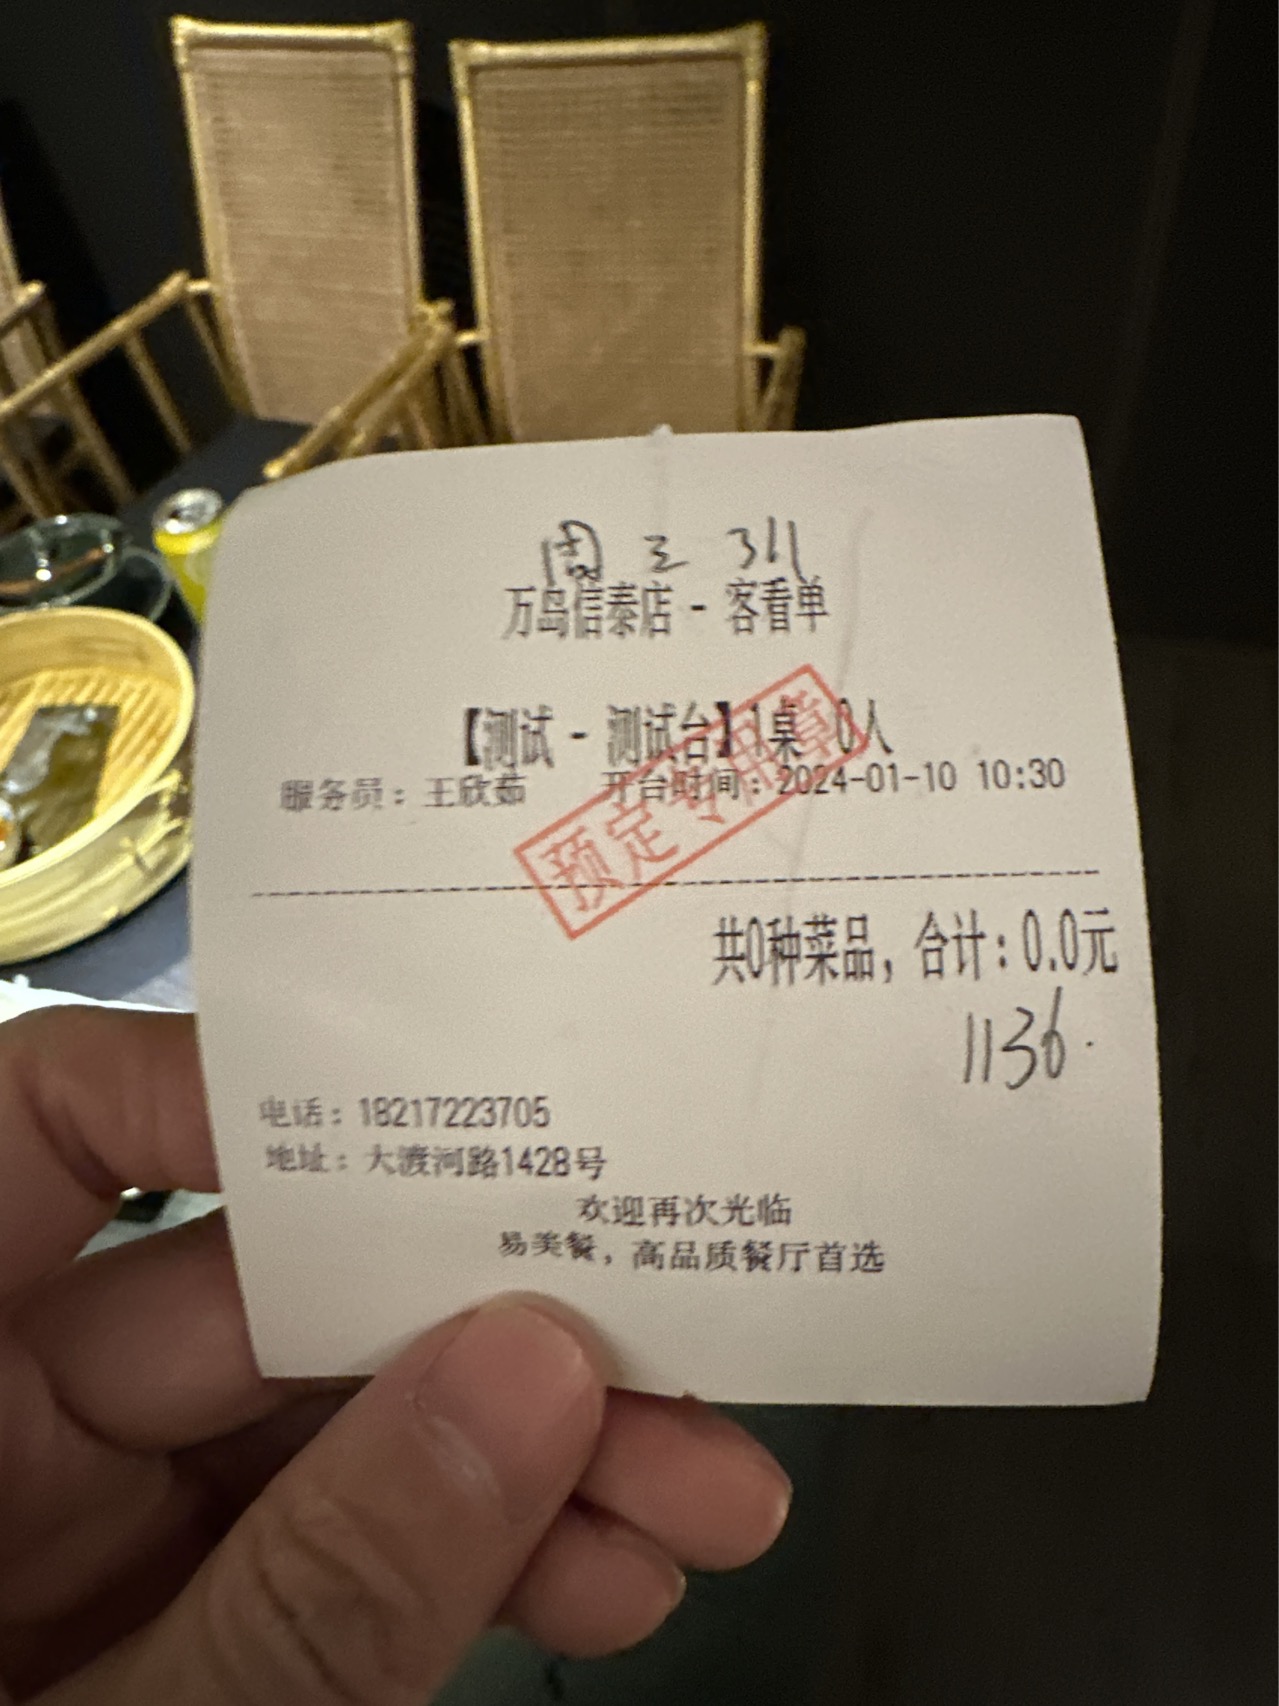 周三 311
万岛信泰店 - 客看单
【测试 - 测试台】1桌 0人
服务员：王欣茹 开台时间：2024-01-10 10:30
预定专用章
共0种菜品，合计：0.0元
1136.
电话：18217223705
地址：大渡河路1428号
欢迎再次光临
易美餐，高品质餐厅首选